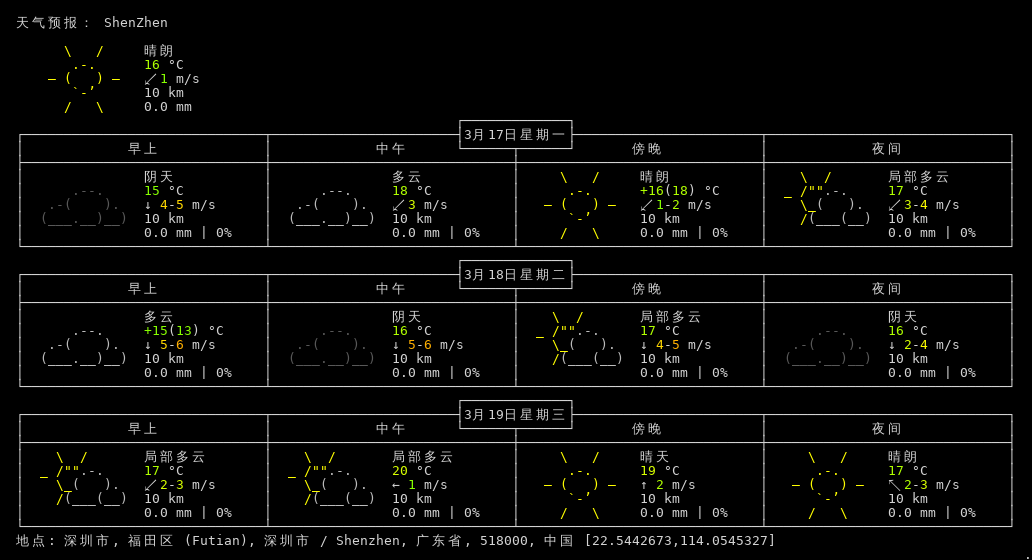 天气预报： ShenZhen
晴朗
16 °C
↙ 1 m/s
10 km
0.0 mm
3月17日星期一
早上 中午 傍晚 夜间
阴天 多云 晴朗 局部多云
15 °C 18 °C +16(18) °C 17 °C
↓ 4-5 m/s ↙ 3 m/s ↙ 1-2 m/s ↙ 3-4 m/s
10 km 10 km 10 km 10 km
0.0 mm | 0% 0.0 mm | 0% 0.0 mm | 0% 0.0 mm | 0%
3月18日星期二
早上 中午 傍晚 夜间
多云 阴天 局部多云 阴天
+15(13) °C 16 °C 17 °C 16 °C
↓ 5-6 m/s ↓ 5-6 m/s ↓ 4-5 m/s ↓ 2-4 m/s
10 km 10 km 10 km 10 km
0.0 mm | 0% 0.0 mm | 0% 0.0 mm | 0% 0.0 mm | 0%
3月19日星期三
早上 中午 傍晚 夜间
局部多云 局部多云 晴天 晴朗
17 °C 20 °C 19 °C 17 °C
↙ 2-3 m/s ← 1 m/s ↑ 2 m/s ↖ 2-3 m/s
10 km 10 km 10 km 10 km
0.0 mm | 0% 0.0 mm | 0% 0.0 mm | 0% 0.0 mm | 0%
地点: 深圳市, 福田区 (Futian), 深圳市 / Shenzhen, 广东省, 518000, 中国 [22.5442673,114.0545327]